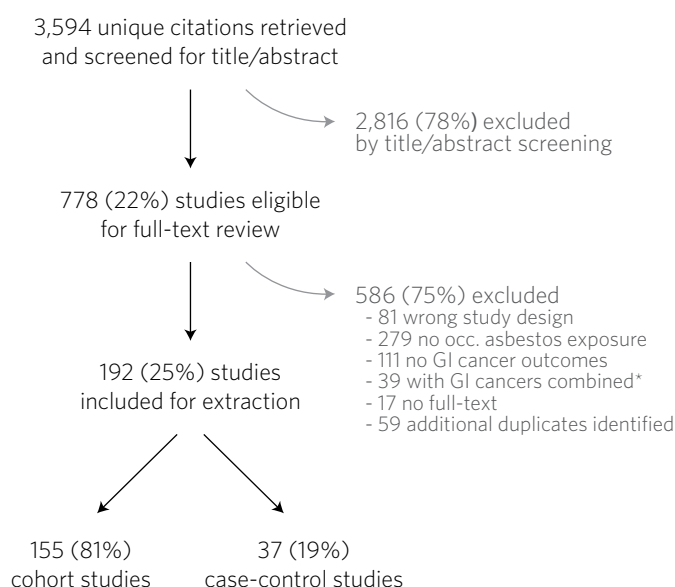 3,594 unique citations retrieved
and screened for title/abstract
2,816 (78%) excluded
by title/abstract screening
778 (22%) studies eligible
for full-text review
586 (75%) excluded
- 81 wrong study design
- 279 no occ. asbestos exposure
- 111 no GI cancer outcomes
- 39 with GI cancers combined*
- 17 no full-text
- 59 additional duplicates identified
192 (25%) studies
included for extraction
155 (81%)
cohort studies
37 (19%)
case-control studies